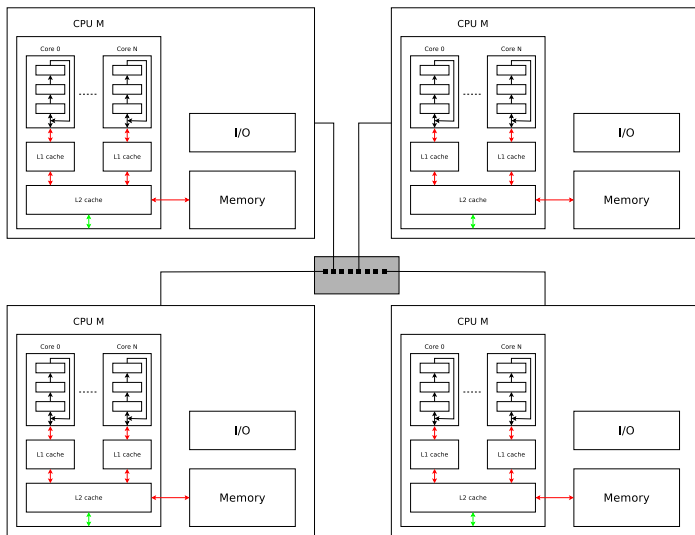 CPU M
Core 0
Core N
.....
L1 cache
L1 cache
L2 cache
I/O
Memory
CPU M
Core 0
Core N
.....
L1 cache
L1 cache
L2 cache
I/O
Memory
CPU M
Core 0
Core N
.....
L1 cache
L1 cache
L2 cache
I/O
Memory
CPU M
Core 0
Core N
.....
L1 cache
L1 cache
L2 cache
I/O
Memory